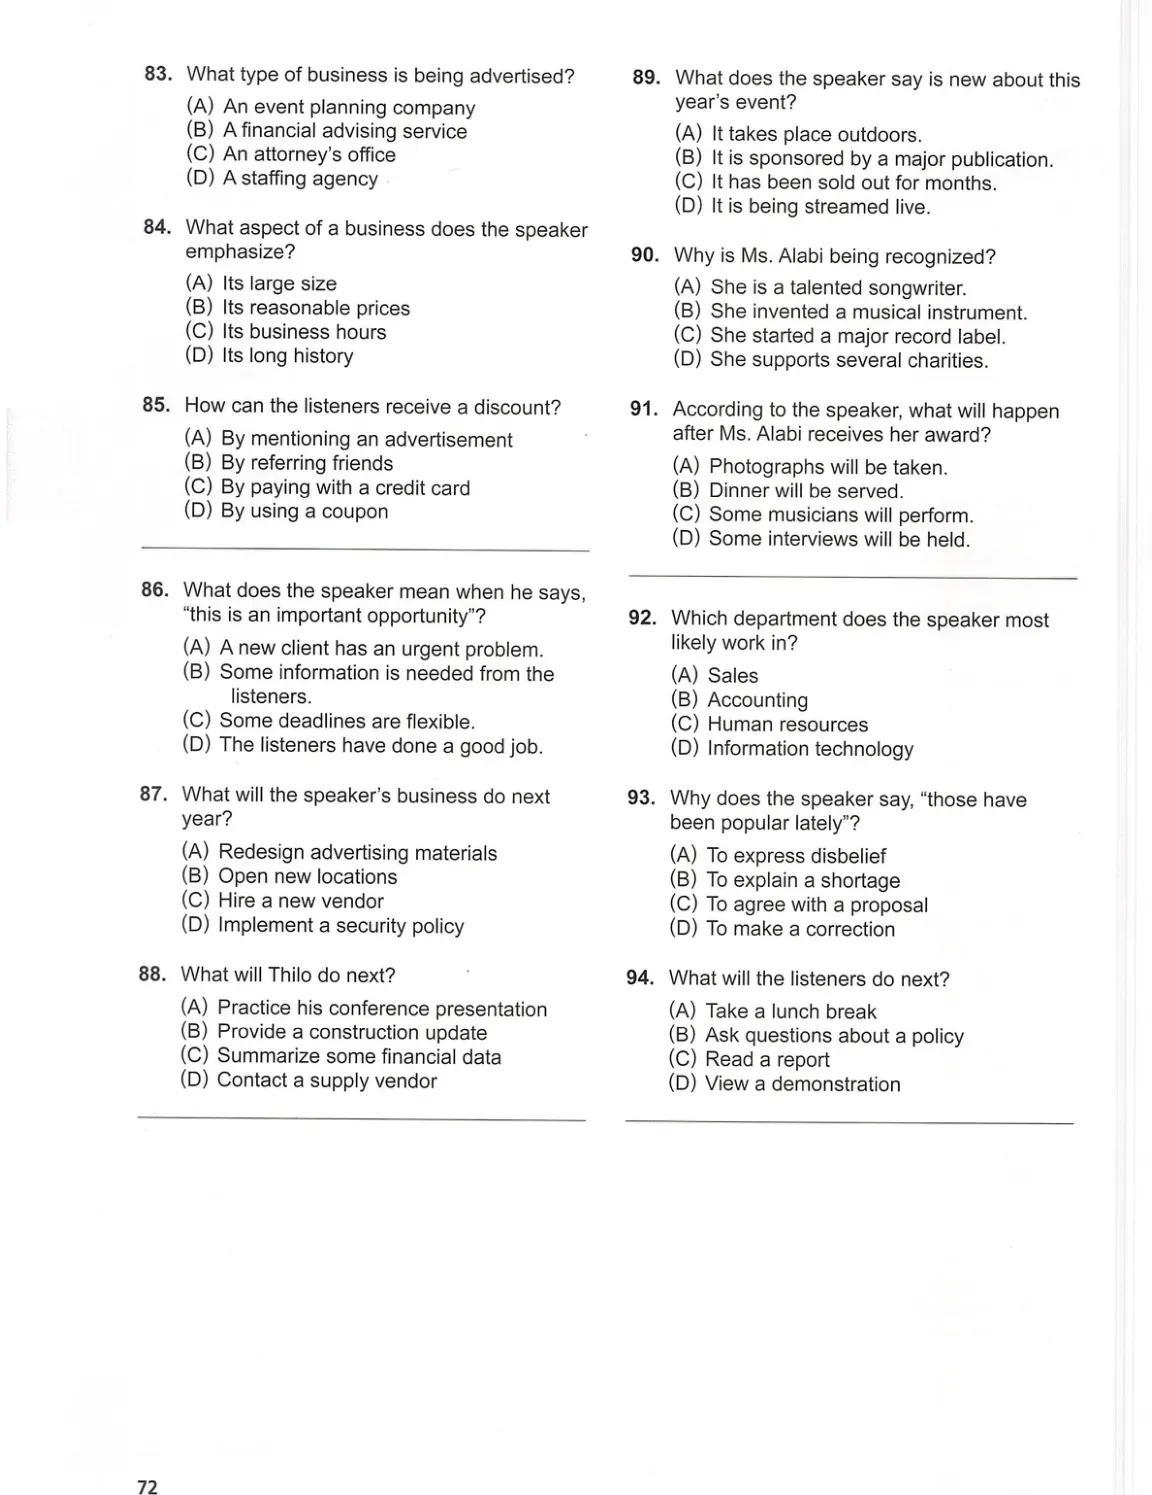 83. What type of business is being advertised?
(A) An event planning company
(B) A financial advising service
(C) An attorney's office
(D) A staffing agency
84. What aspect of a business does the speaker
emphasize?
(A) Its large size
(B) Its reasonable prices
(C) Its business hours
(D) Its long history
85. How can the listeners receive a discount?
(A) By mentioning an advertisement
(B) By referring friends
(C) By paying with a credit card
(D) By using a coupon
86. What does the speaker mean when he says,
“this is an important opportunity”?
(A) A new client has an urgent problem.
(B) Some information is needed from the
listeners.
(C) Some deadlines are flexible.
(D) The listeners have done a good job.
87. What will the speaker's business do next
year?
(A) Redesign advertising materials
(B) Open new locations
(C) Hire a new vendor
(D) Implement a security policy
88. What will Thilo do next?
(A) Practice his conference presentation
(B) Provide a construction update
(C) Summarize some financial data
(D) Contact a supply vendor
89. What does the speaker say is new about this
year's event?
(A) It takes place outdoors.
(B) It is sponsored by a major publication.
(C) It has been sold out for months.
(D) It is being streamed live.
90. Why is Ms. Alabi being recognized?
(A) She is a talented songwriter.
(B) She invented a musical instrument.
(C) She started a major record label.
(D) She supports several charities.
91. According to the speaker, what will happen
after Ms. Alabi receives her award?
(A) Photographs will be taken.
(B) Dinner will be served.
(C) Some musicians will perform.
(D) Some interviews will be held.
92. Which department does the speaker most
likely work in?
(A) Sales
(B) Accounting
(C) Human resources
(D) Information technology
93. Why does the speaker say, “those have
been popular lately”?
(A) To express disbelief
(B) To explain a shortage
(C) To agree with a proposal
(D) To make a correction
94. What will the listeners do next?
(A) Take a lunch break
(B) Ask questions about a policy
(C) Read a report
(D) View a demonstration
72